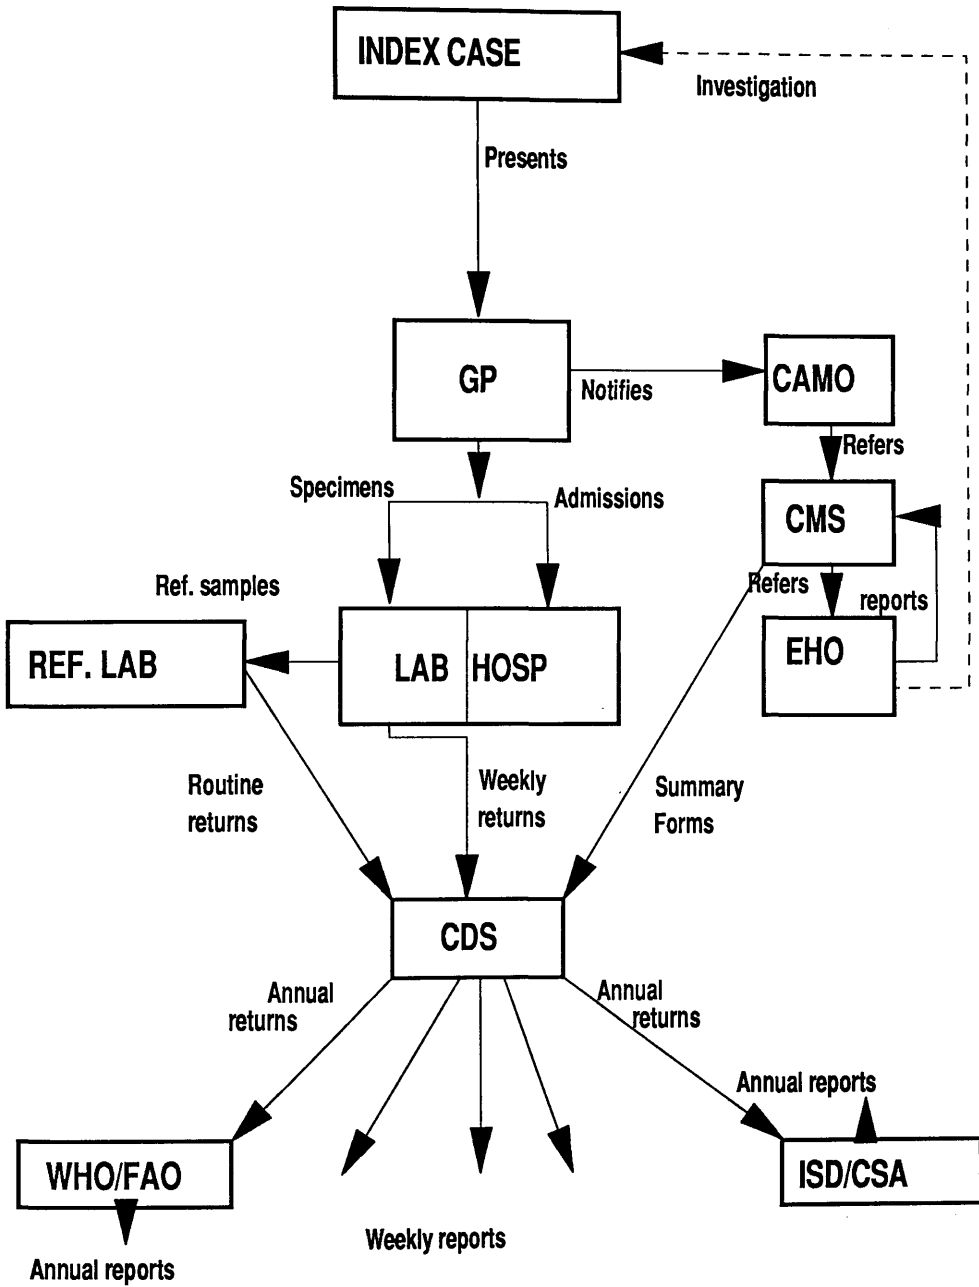 INDEX CASE
Investigation
Presents
GP
Notifies
CAMO
Refers
Specimens
Admissions
CMS
Ref. samples
Refers
reports
REF. LAB
LAB
HOSP
EHO
Routine
returns
Weekly
returns
Summary
Forms
CDS
Annual
returns
Annual
returns
Annual reports
WHO/FAO
ISD/CSA
Weekly reports
Annual reports